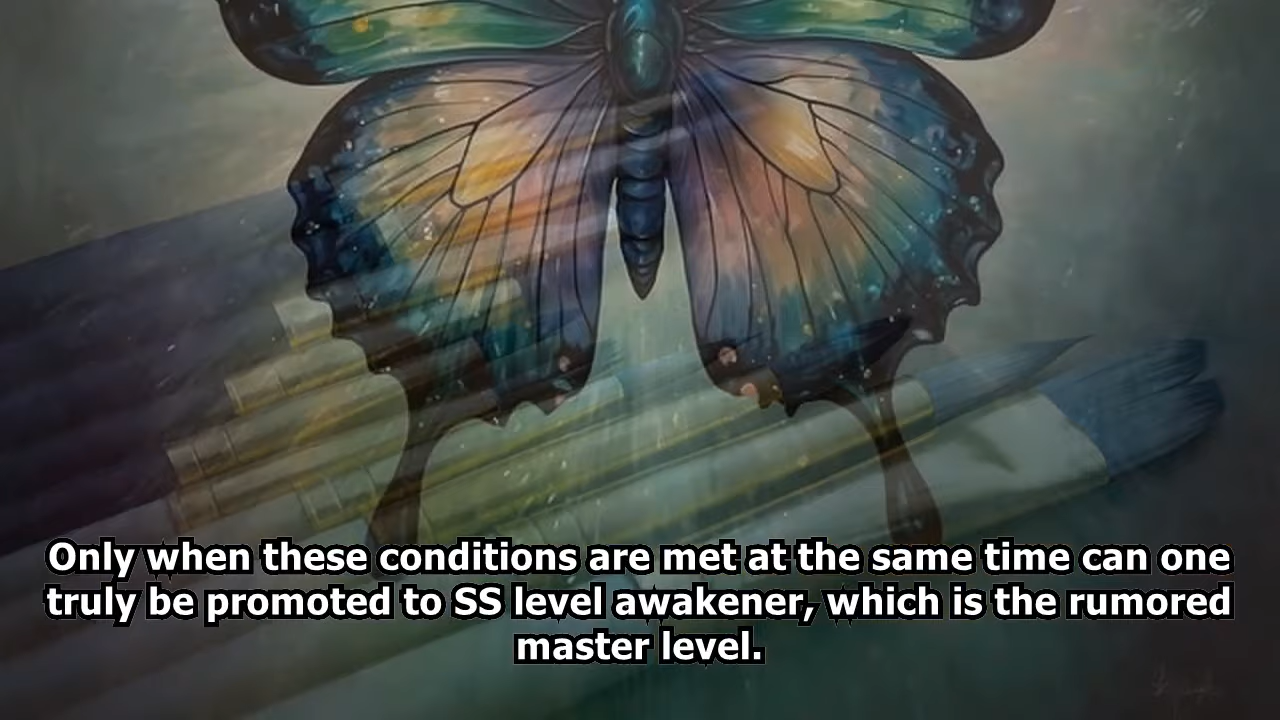 Only when these conditions are met at the same time can one
truly be promoted to SS level awakener, which is the rumored
master level.